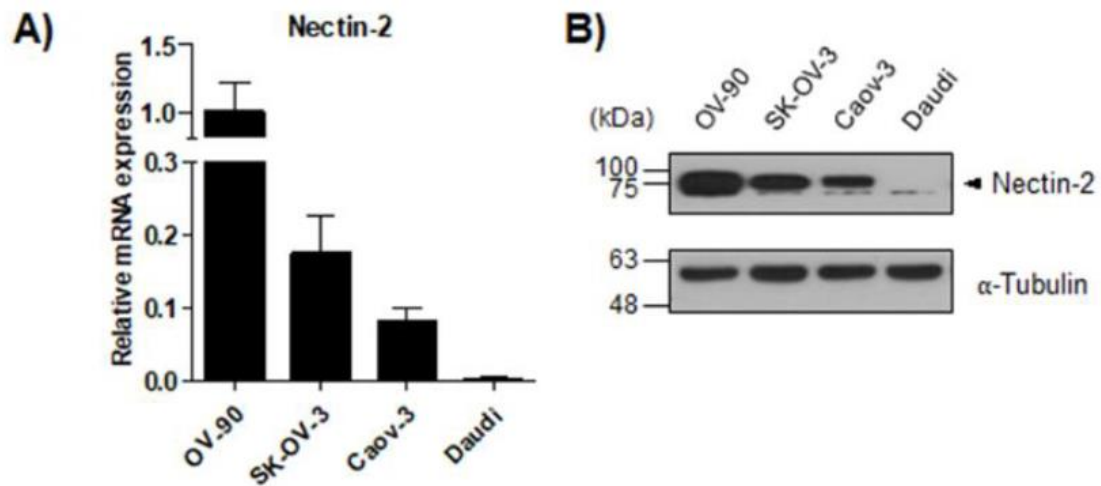 A)
Nectin-2
Relative mRNA expression
1.5
1.0
0.3
0.2
0.1
0.0
OV-90
SK-OV-3
Caov-3
Daudi
B)
(kDa)
OV-90
SK-OV-3
Caov-3
Daudi
100
75
Nectin-2
63
48
α-Tubulin